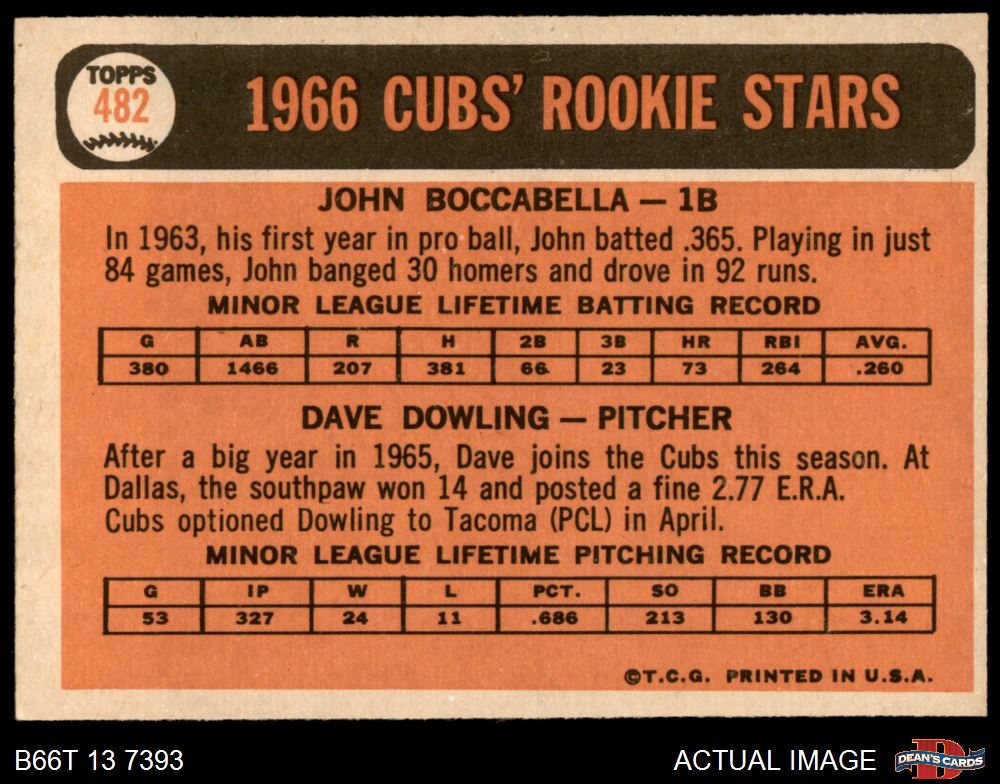 TOPPS
482
1966 CUBS' ROOKIE STARS
JOHN BOCCABELLA — 1B
In 1963, his first year in pro ball, John batted .365. Playing in just
84 games, John banged 30 homers and drove in 92 runs.
MINOR LEAGUE LIFETIME BATTING RECORD
G AB R H 2B 3B HR RBI AVG.
380 1466 207 381 66 23 73 264 .260
DAVE DOWLING — PITCHER
After a big year in 1965, Dave joins the Cubs this season. At
Dallas, the southpaw won 14 and posted a fine 2.77 E.R.A.
Cubs optioned Dowling to Tacoma (PCL) in April.
MINOR LEAGUE LIFETIME PITCHING RECORD
G IP W L PCT. SO BB ERA
53 327 24 11 .686 213 130 3.14
©T.C.G. PRINTED IN U.S.A.
B66T 13 7393 ACTUAL IMAGE DEAN'S CARDS